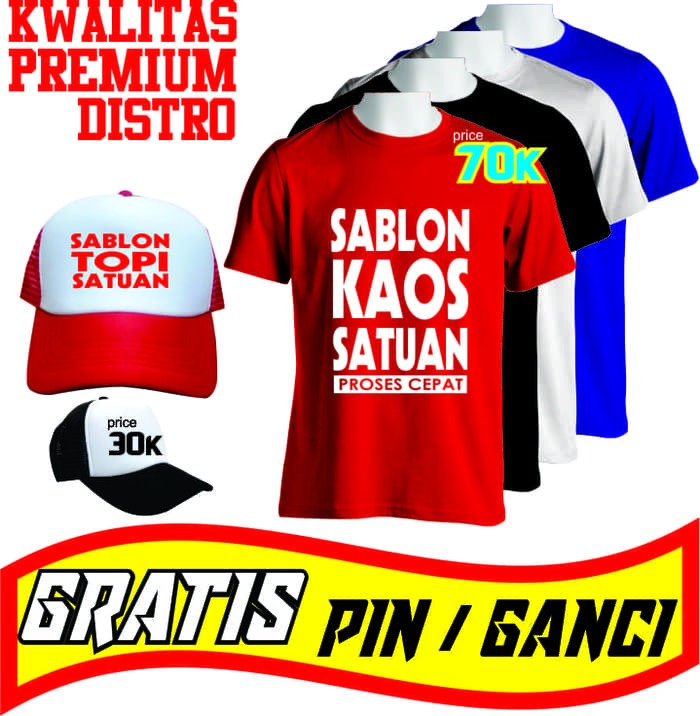 KWALITAS
PREMIUM
DISTRO
price
70K
SABLON
TOPI
SATUAN
SABLON
KAOS
SATUAN
PROSES CEPAT
price
30K
GRATIS PIN / GANCI